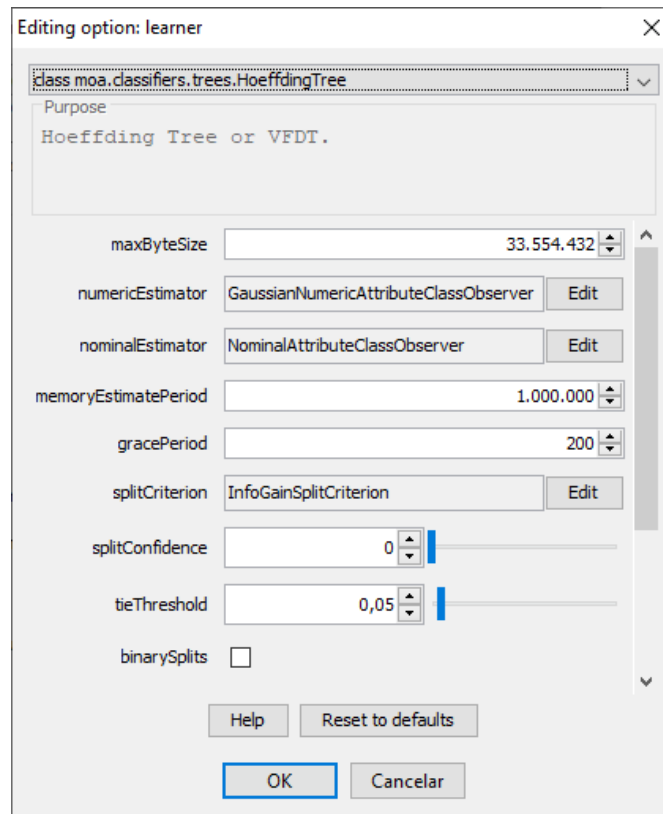 Editing option: learner
class moa.classifiers.trees.HoeffdingTree
Purpose
Hoeffding Tree or VFDT.
maxByteSize 33.554.432
numericEstimator GaussianNumericAttributeClassObserver Edit
nominalEstimator NominalAttributeClassObserver Edit
memoryEstimatePeriod 1.000.000
gracePeriod 200
splitCriterion InfoGainSplitCriterion Edit
splitConfidence 0
tieThreshold 0,05
binarySplits
Help Reset to defaults
OK Cancelar